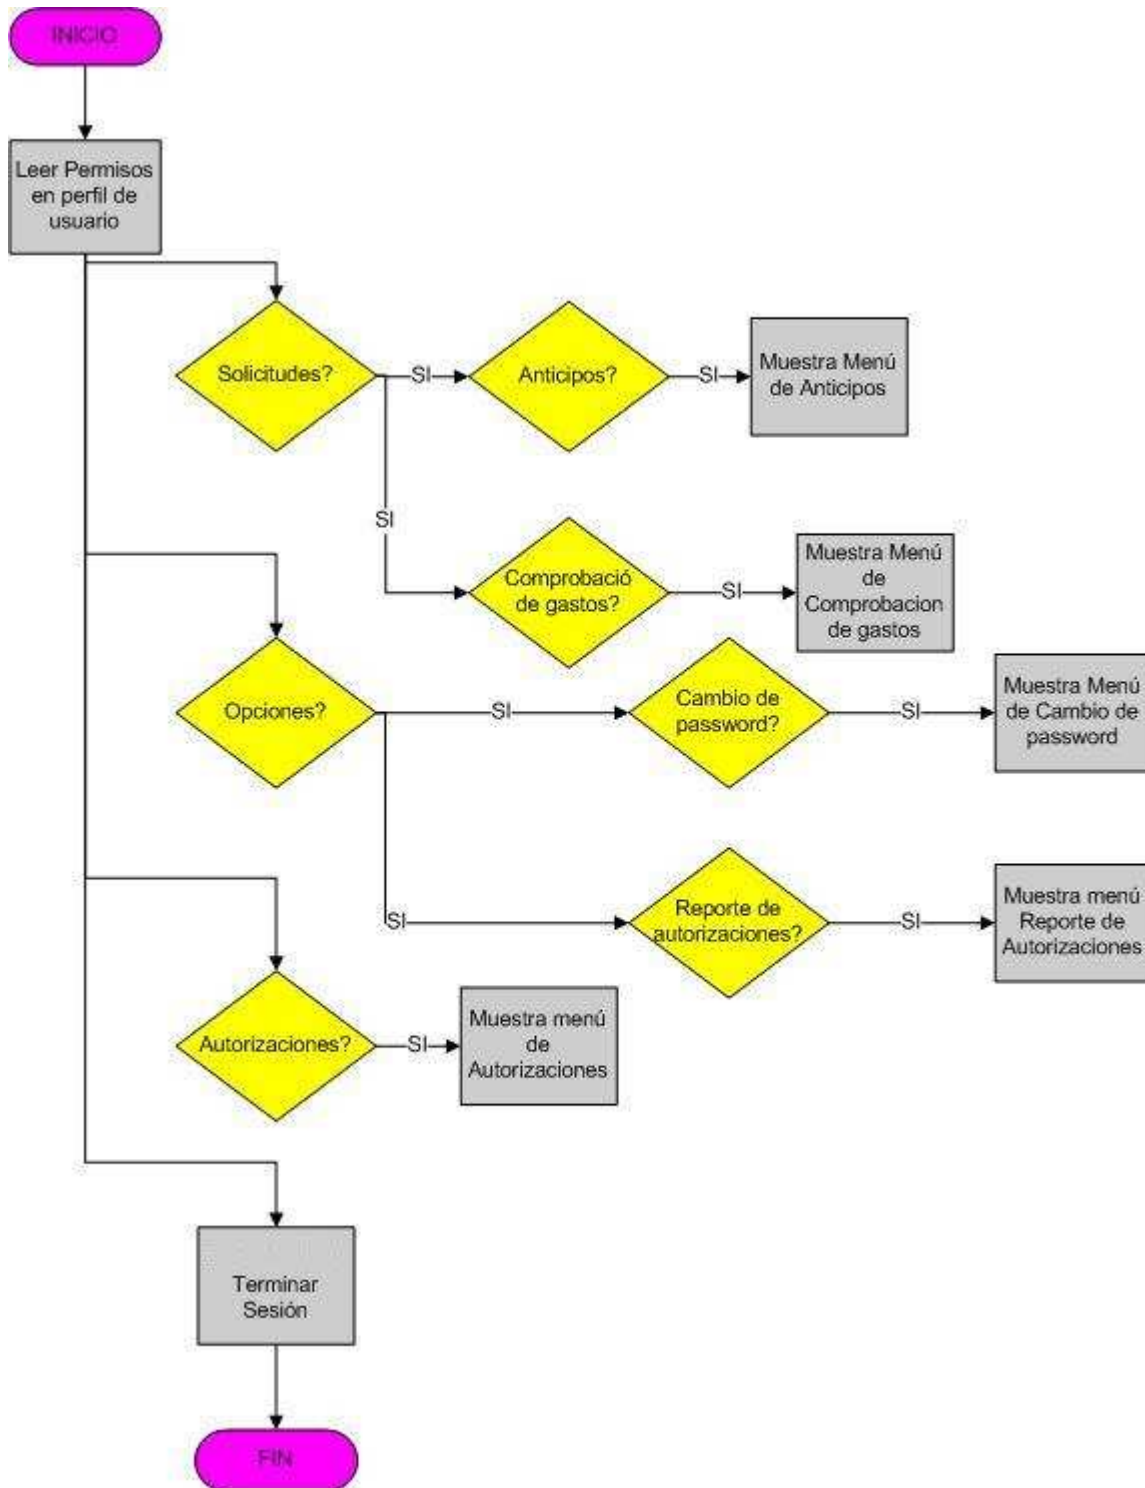 INICIO
Leer Permisos
en perfil de
usuario
Solicitudes?
SI
Anticipos?
SI
Muestra Menú
de Anticipos
SI
Comprobació
de gastos?
SI
Muestra Menú
de
Comprobacion
de gastos
Opciones?
SI
Cambio de
password?
SI
Muestra Menú
de Cambio de
password
SI
Reporte de
autorizaciones?
SI
Muestra menú
Reporte de
Autorizaciones
Autorizaciones?
SI
Muestra menú
de
Autorizaciones
Terminar
Sesión
FIN